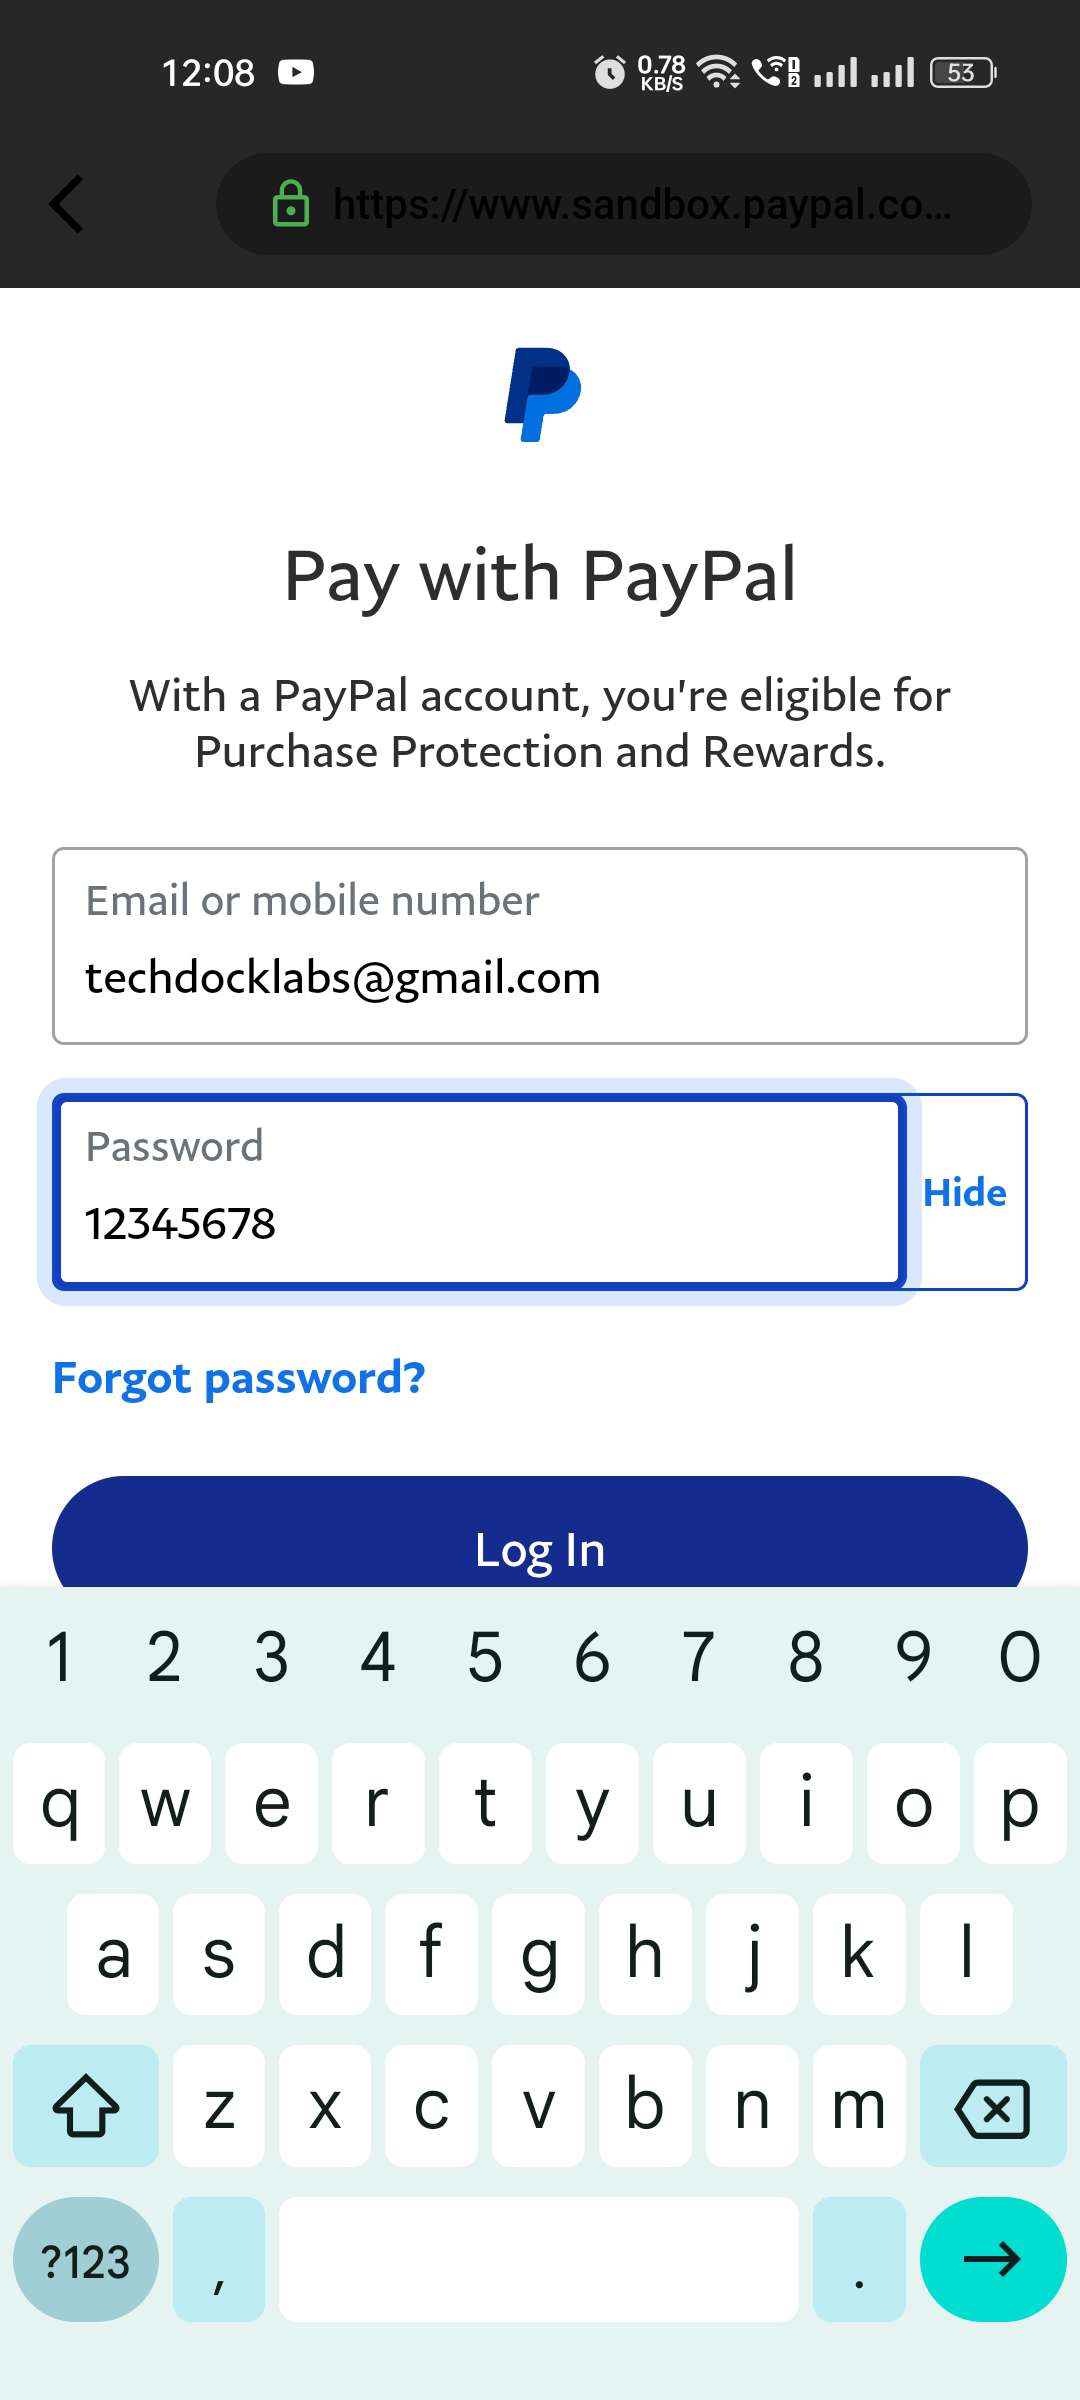 12:08
0.78
KB/S
1
2
53
https://www.sandbox.paypal.co...
Pay with PayPal
With a PayPal account, you're eligible for
Purchase Protection and Rewards.
Email or mobile number
techdocklabs@gmail.com
Password
12345678
Hide
Forgot password?
Log In
1 2 3 4 5 6 7 8 9 0
q w e r t y u i o p
a s d f g h j k l
z x c v b n m
?123 , .